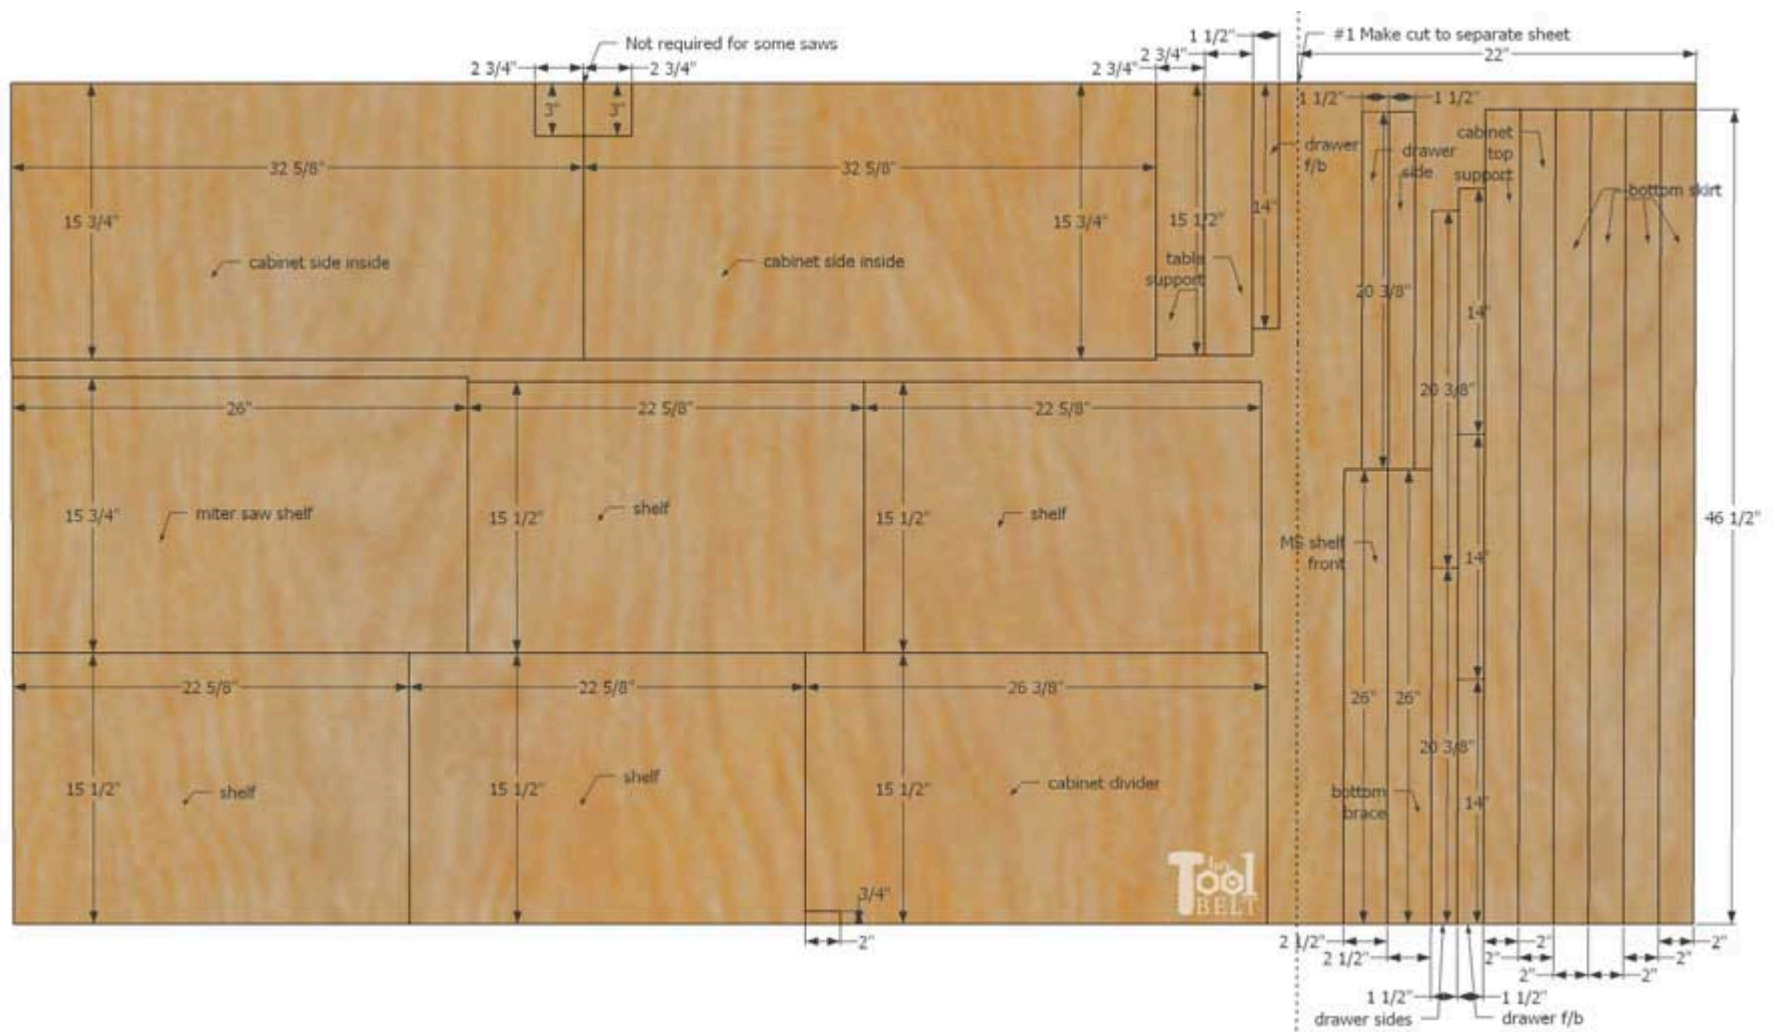 1 1/2"
#1 Make cut to separate sheet
Not required for some saws
22"
2 3/4"
2 3/4"
2 3/4"
2 3/4"
3"
3"
1 1/2"
1 1/2"
cabinet
top
support
drawer
f/b
drawer
side
32 5/8"
32 5/8"
bottom skirt
15 3/4"
15 3/4"
15 1/2"
14"
cabinet side inside
cabinet side inside
table
support
20 3/8"
14"
20 3/8"
26"
22 5/8"
22 5/8"
15 3/4"
miter saw shelf
15 1/2"
shelf
15 1/2"
shelf
46 1/2"
MS shelf
front
14"
22 5/8"
22 5/8"
26 3/8"
26"
26"
20 3/8"
15 1/2"
shelf
15 1/2"
shelf
15 1/2"
cabinet divider
bottom
brace
14"
the
Tool
BELT
3/4"
2"
2 1/2"
2 1/2"
2"
2"
2"
2"
2"
2"
1 1/2"
1 1/2"
drawer sides
drawer f/b